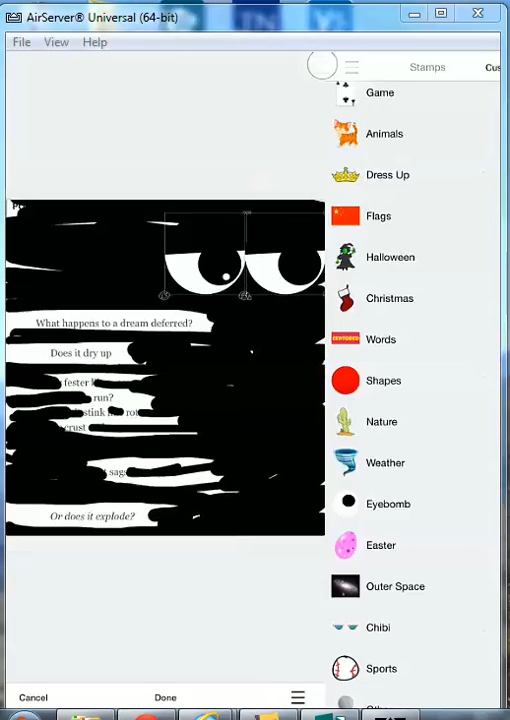 AirServer® Universal (64-bit)
File View Help
Stamps
Game
Animals
Dress Up
Flags
Halloween
Christmas
CENSORED
Words
Shapes
Nature
Weather
Eyebomb
Easter
Outer Space
Chibi
Sports
What happens to a dream deferred?
Does it dry up
fester
run?
stink
crust
sags
Or does it explode?
Cancel Done